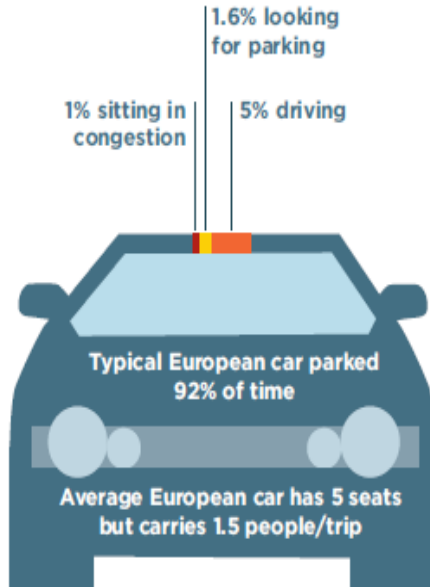 1.6% looking
for parking
1% sitting in
congestion
5% driving
Typical European car parked
92% of time
Average European car has 5 seats
but carries 1.5 people/trip